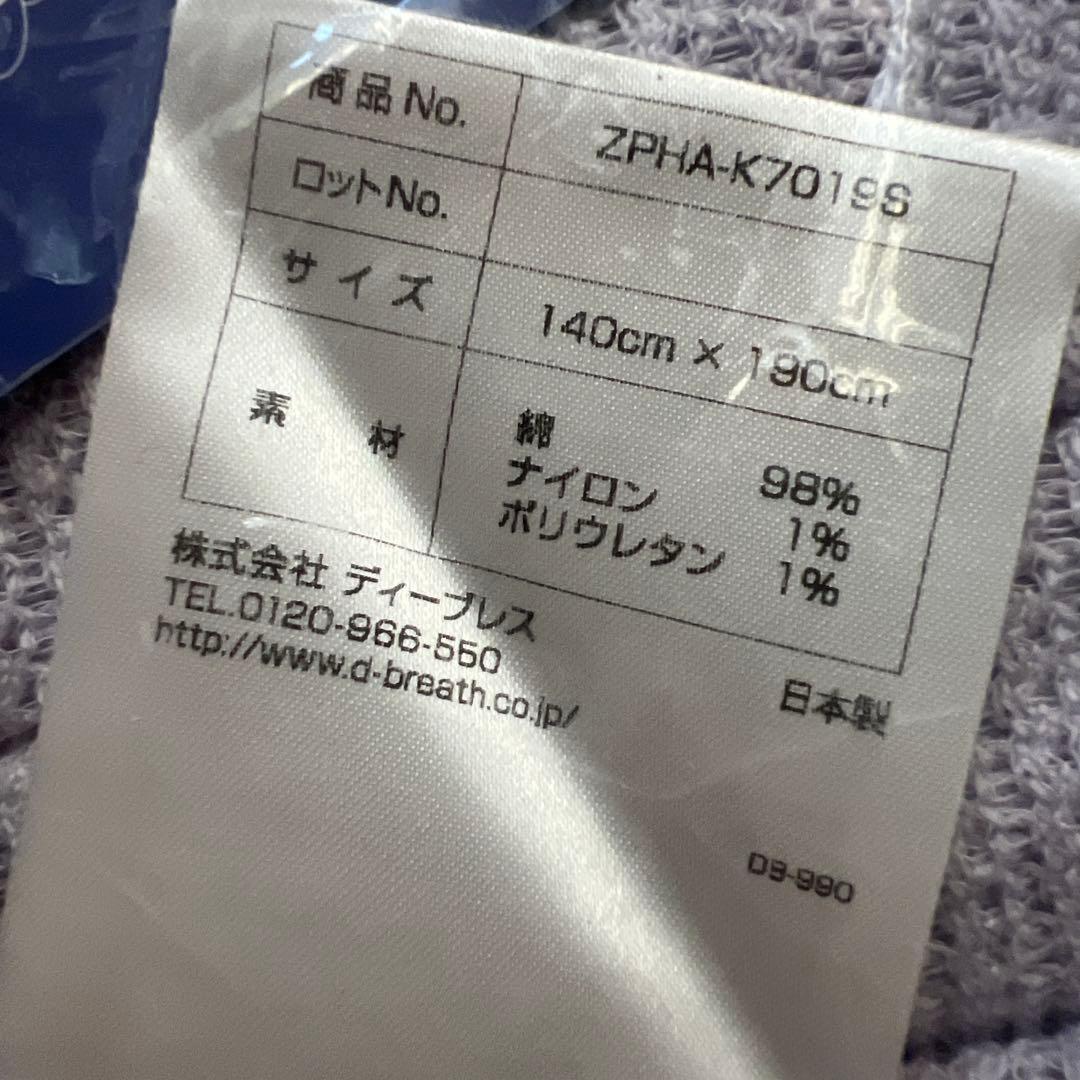 商品No. ZPHA-K7019S
ロットNo.
サイズ 140cm × 190cm
素材 綿 98%
ナイロン 1%
ポリウレタン 1%
株式会社 ディーブレス
TEL.0120-966-550
http://www.d-breath.co.jp/
日本製
DB-990